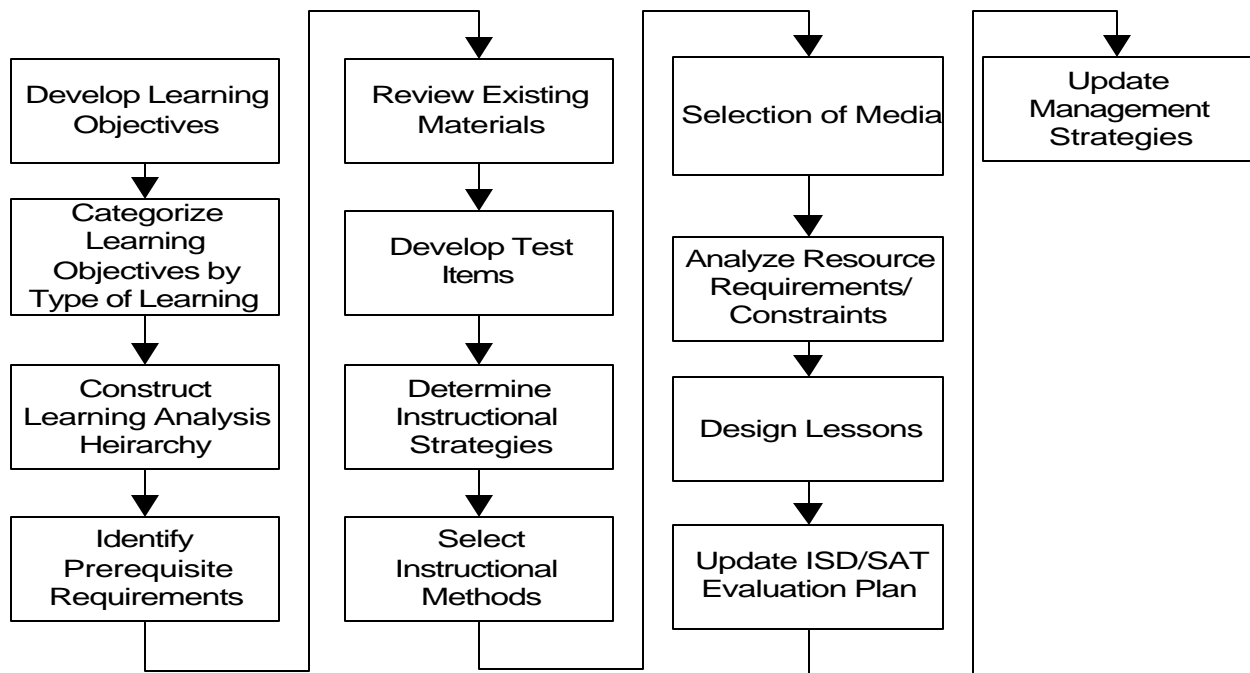 Develop Learning
Objectives
Categorize
Learning
Objectives by
Type of Learning
Construct
Learning Analysis
Heirarchy
Identify
Prerequisite
Requirements
Review Existing
Materials
Develop Test
Items
Determine
Instructional
Strategies
Select
Instructional
Methods
Selection of Media
Analyze Resource
Requirements/
Constraints
Design Lessons
Update ISD/SAT
Evaluation Plan
Update
Management
Strategies